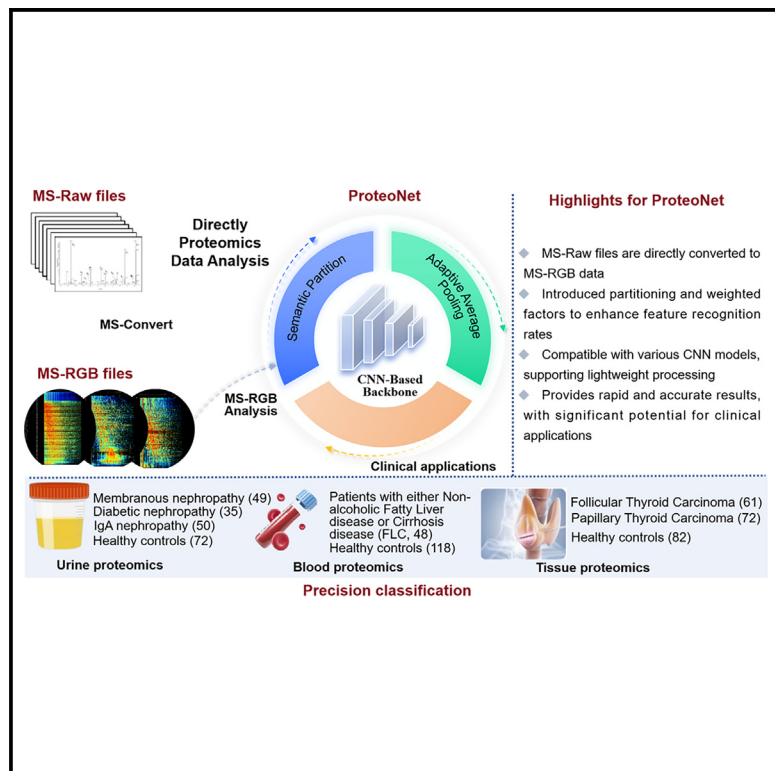 MS-Raw files
Directly
Proteomics
Data Analysis
MS-Convert
MS-RGB files
MS-RGB
Analysis
ProteoNet
Semantic Partition
Adaptive Average
Pooling
CNN-Based
Backbone
Clinical applications
Highlights for ProteoNet
MS-Raw files are directly converted to
MS-RGB data
Introduced partitioning and weighted
factors to enhance feature recognition
rates
Compatible with various CNN models,
supporting lightweight processing
Provides rapid and accurate results,
with significant potential for clinical
applications
Membranous nephropathy (49)
Diabetic nephropathy (35)
IgA nephropathy (50)
Healthy controls (72)
Urine proteomics
Patients with either Non-
alcoholic Fatty Liver
disease or Cirrhosis
disease (FLC, 48)
Healthy controls (118)
Blood proteomics
Follicular Thyroid Carcinoma (61)
Papillary Thyroid Carcinoma (72)
Healthy controls (82)
Tissue proteomics
Precision classification